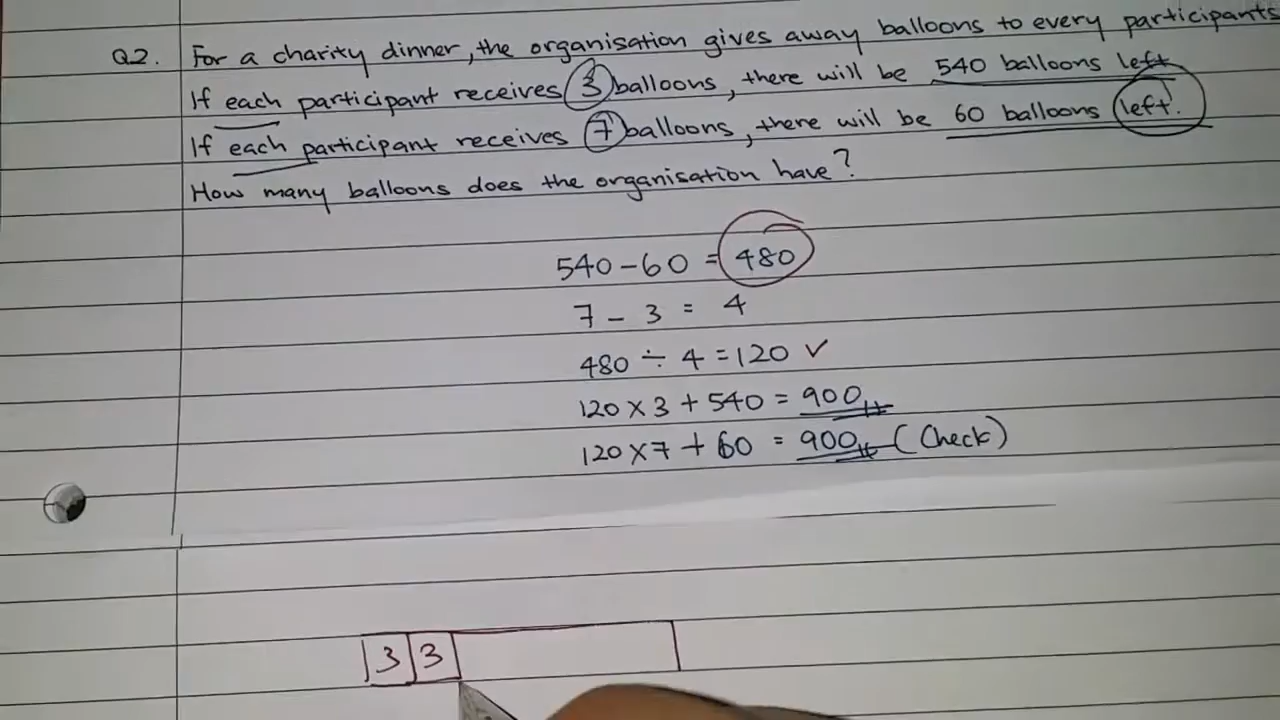 Q2. For a charity dinner, the organisation gives away balloons to every participants
If each participant receives 3 balloons, there will be 540 balloons left
If each participant receives 7 balloons, there will be 60 balloons left.
How many balloons does the organisation have?
540 - 60 = 480
7 - 3 = 4
480 ÷ 4 = 120 ✓
120 × 3 + 540 = 900
120 × 7 + 60 = 900 (Check)
3 3